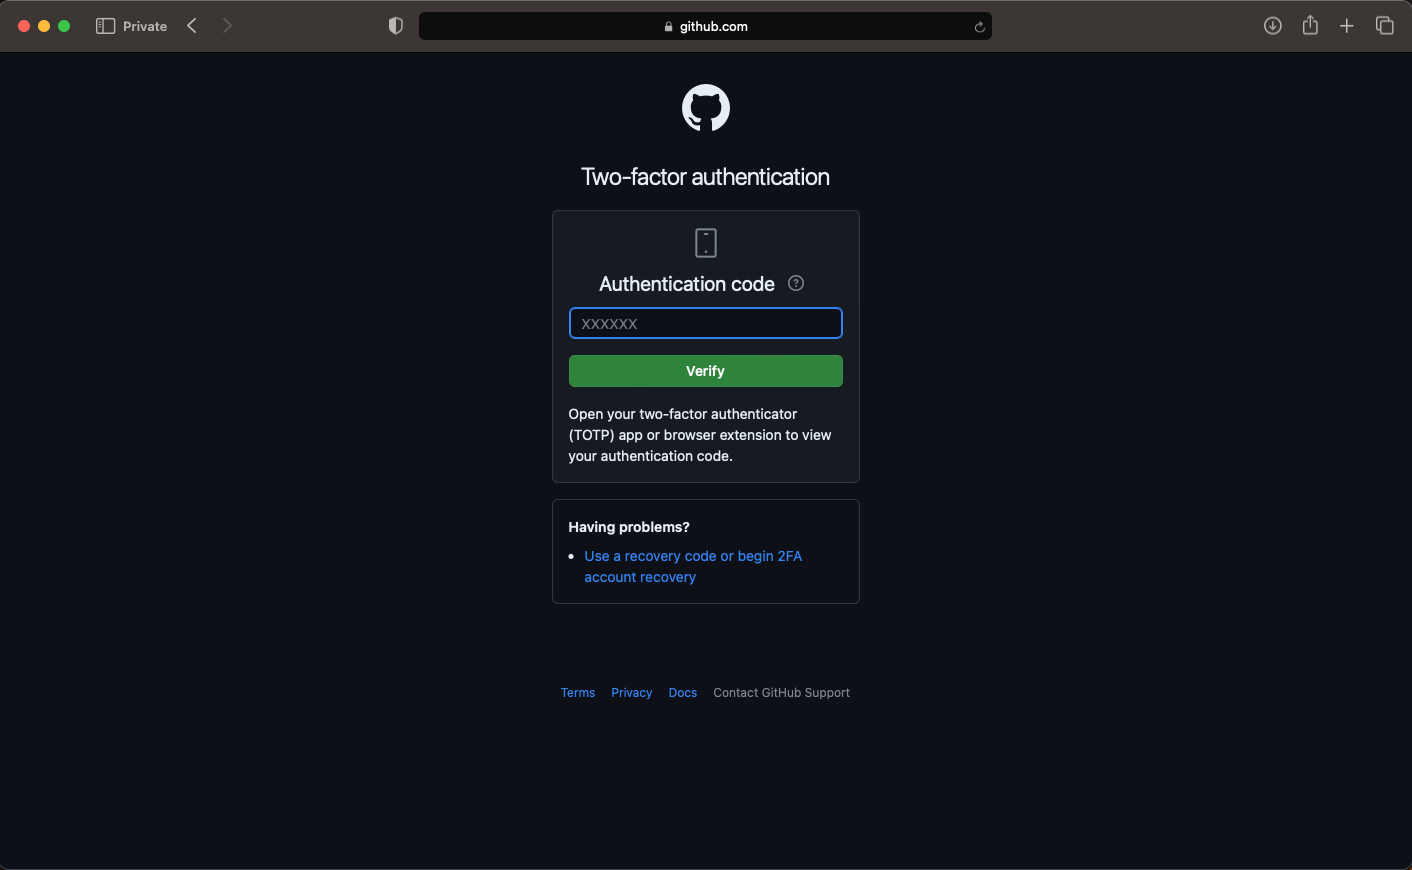 Private
github.com
Two-factor authentication
Authentication code
XXXXXX
Verify
Open your two-factor authenticator
(TOTP) app or browser extension to view
your authentication code.
Having problems?
• Use a recovery code or begin 2FA
account recovery
Terms Privacy Docs Contact GitHub Support